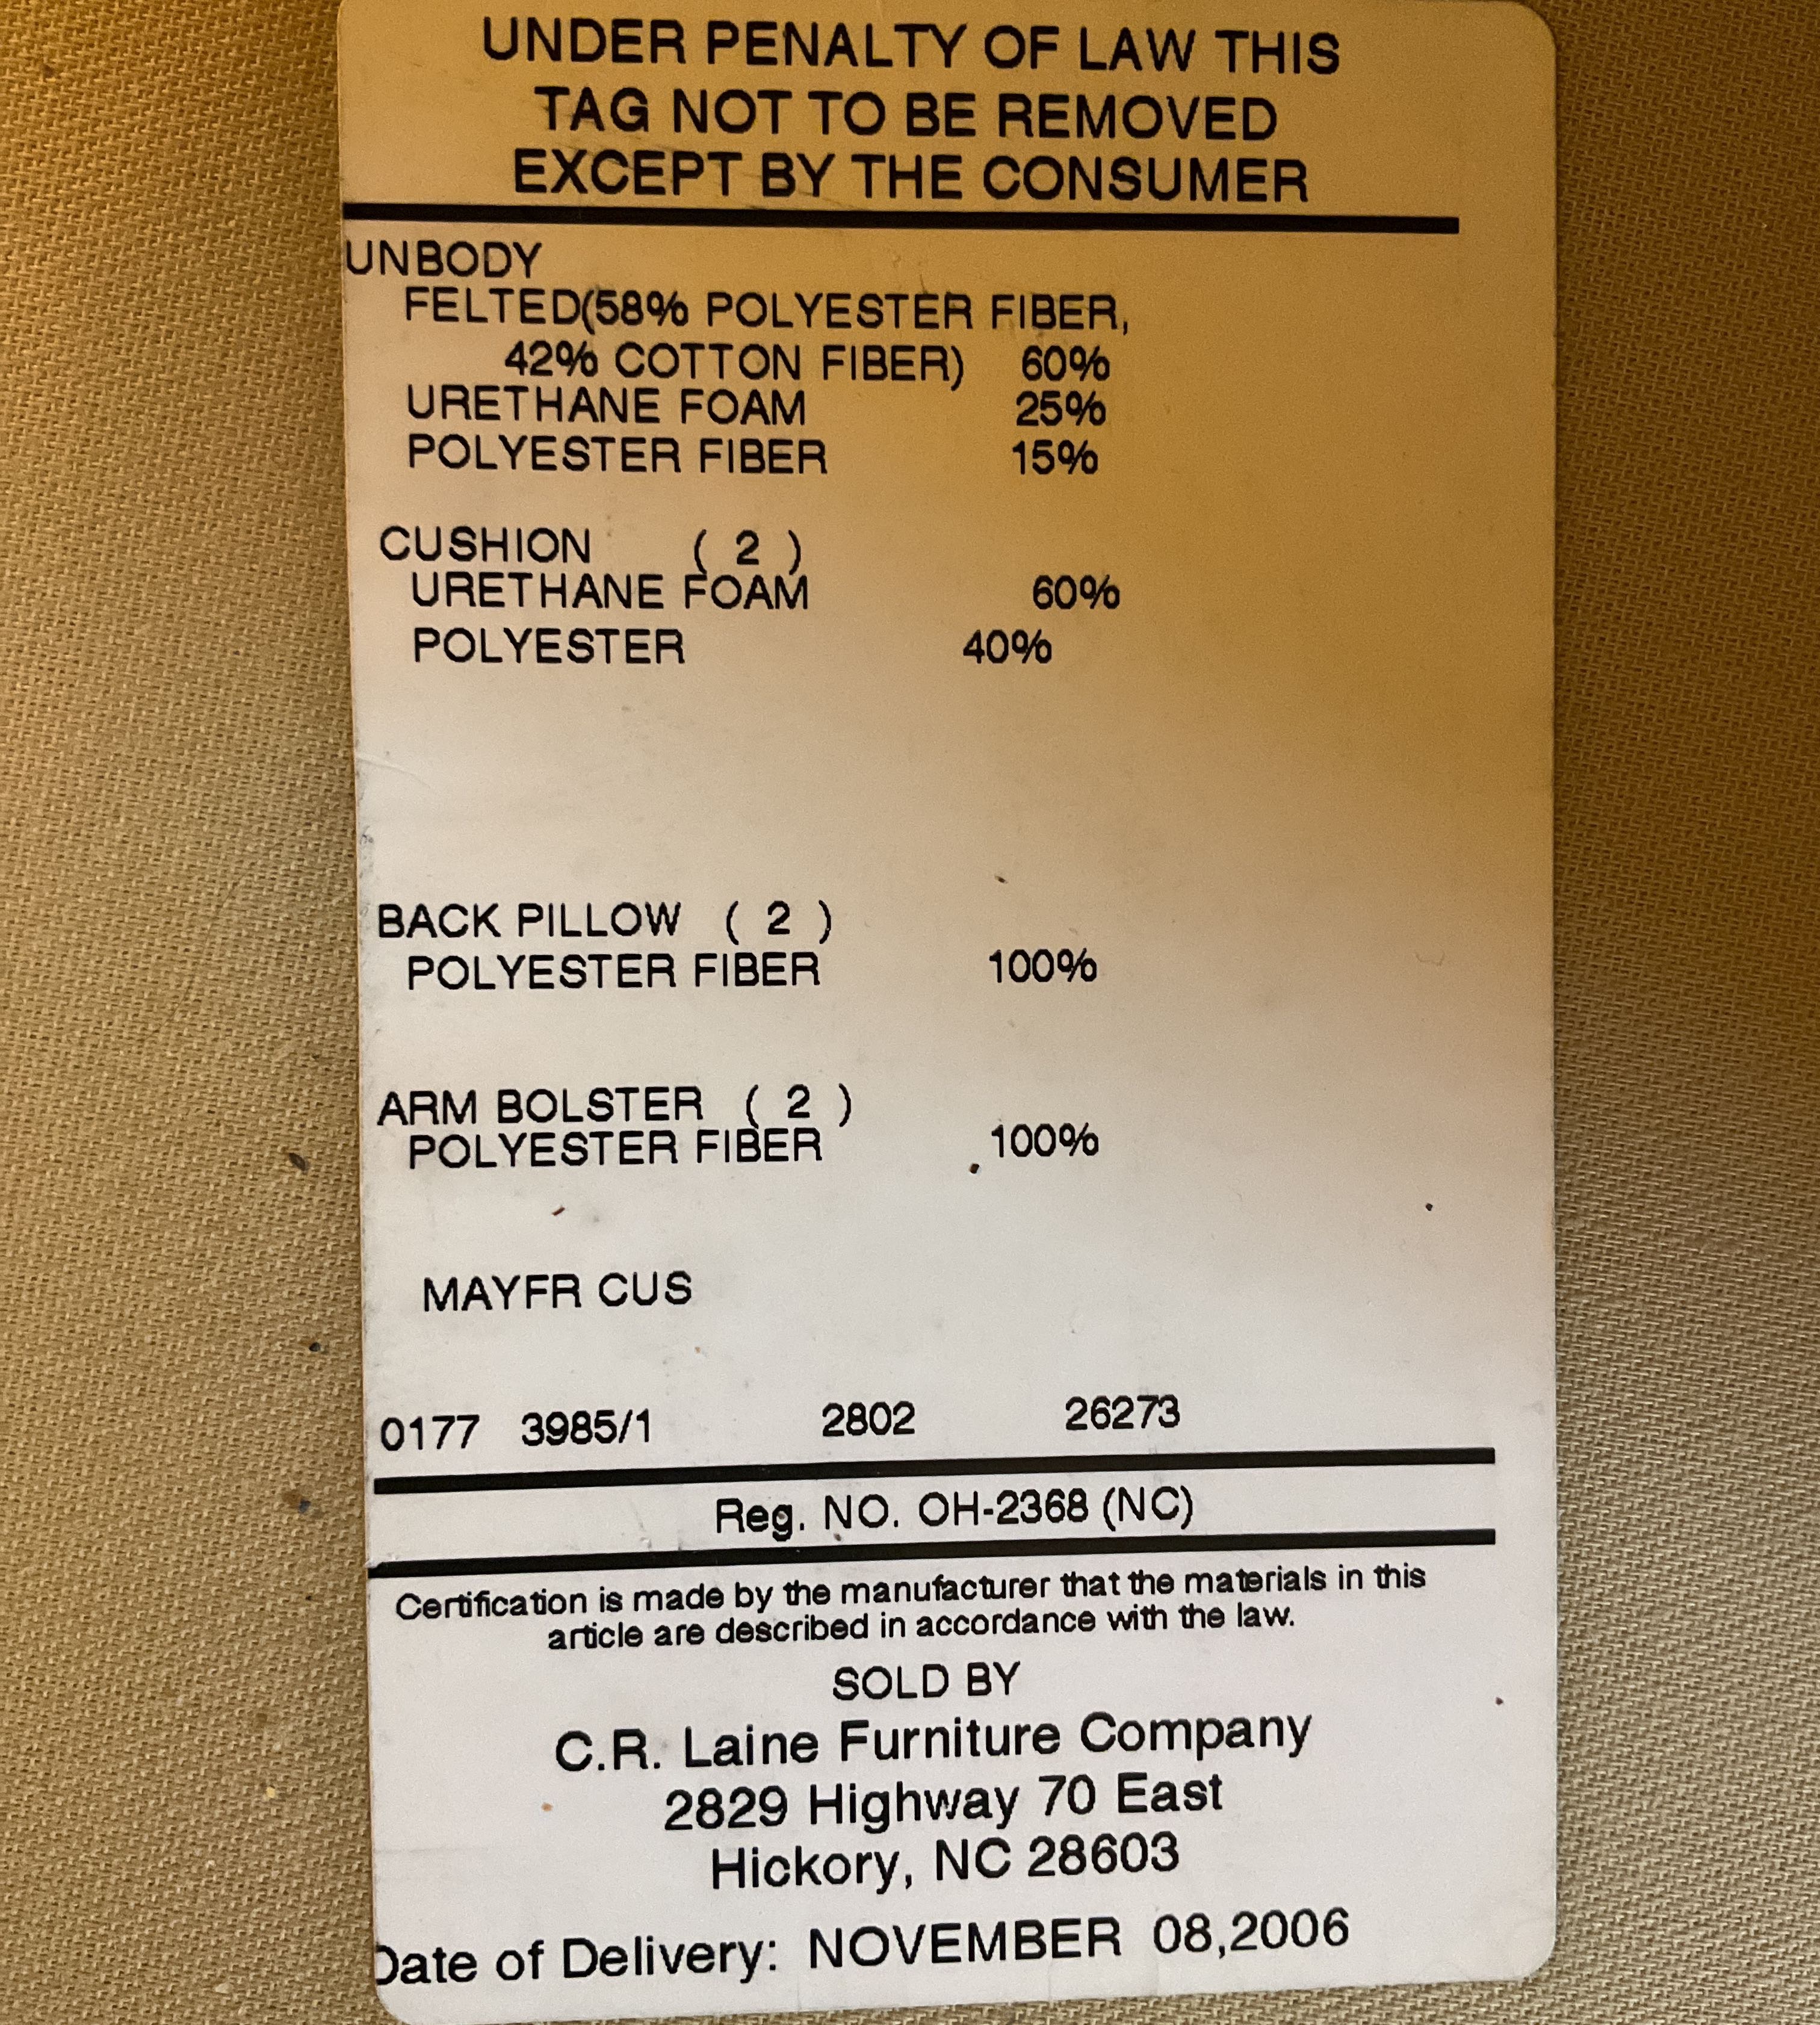 UNDER PENALTY OF LAW THIS
TAG NOT TO BE REMOVED
EXCEPT BY THE CONSUMER
UNBODY
FELTED(58% POLYESTER FIBER,
42% COTTON FIBER) 60%
URETHANE FOAM 25%
POLYESTER FIBER 15%
CUSHION ( 2 )
URETHANE FOAM 60%
POLYESTER 40%
BACK PILLOW ( 2 )
POLYESTER FIBER 100%
ARM BOLSTER ( 2 )
POLYESTER FIBER 100%
MAYFR CUS
0177 3985/1 2802 26273
Reg. NO. OH-2368 (NC)
Certification is made by the manufacturer that the materials in this
article are described in accordance with the law.
SOLD BY
C.R. Laine Furniture Company
2829 Highway 70 East
Hickory, NC 28603
Date of Delivery: NOVEMBER 08,2006